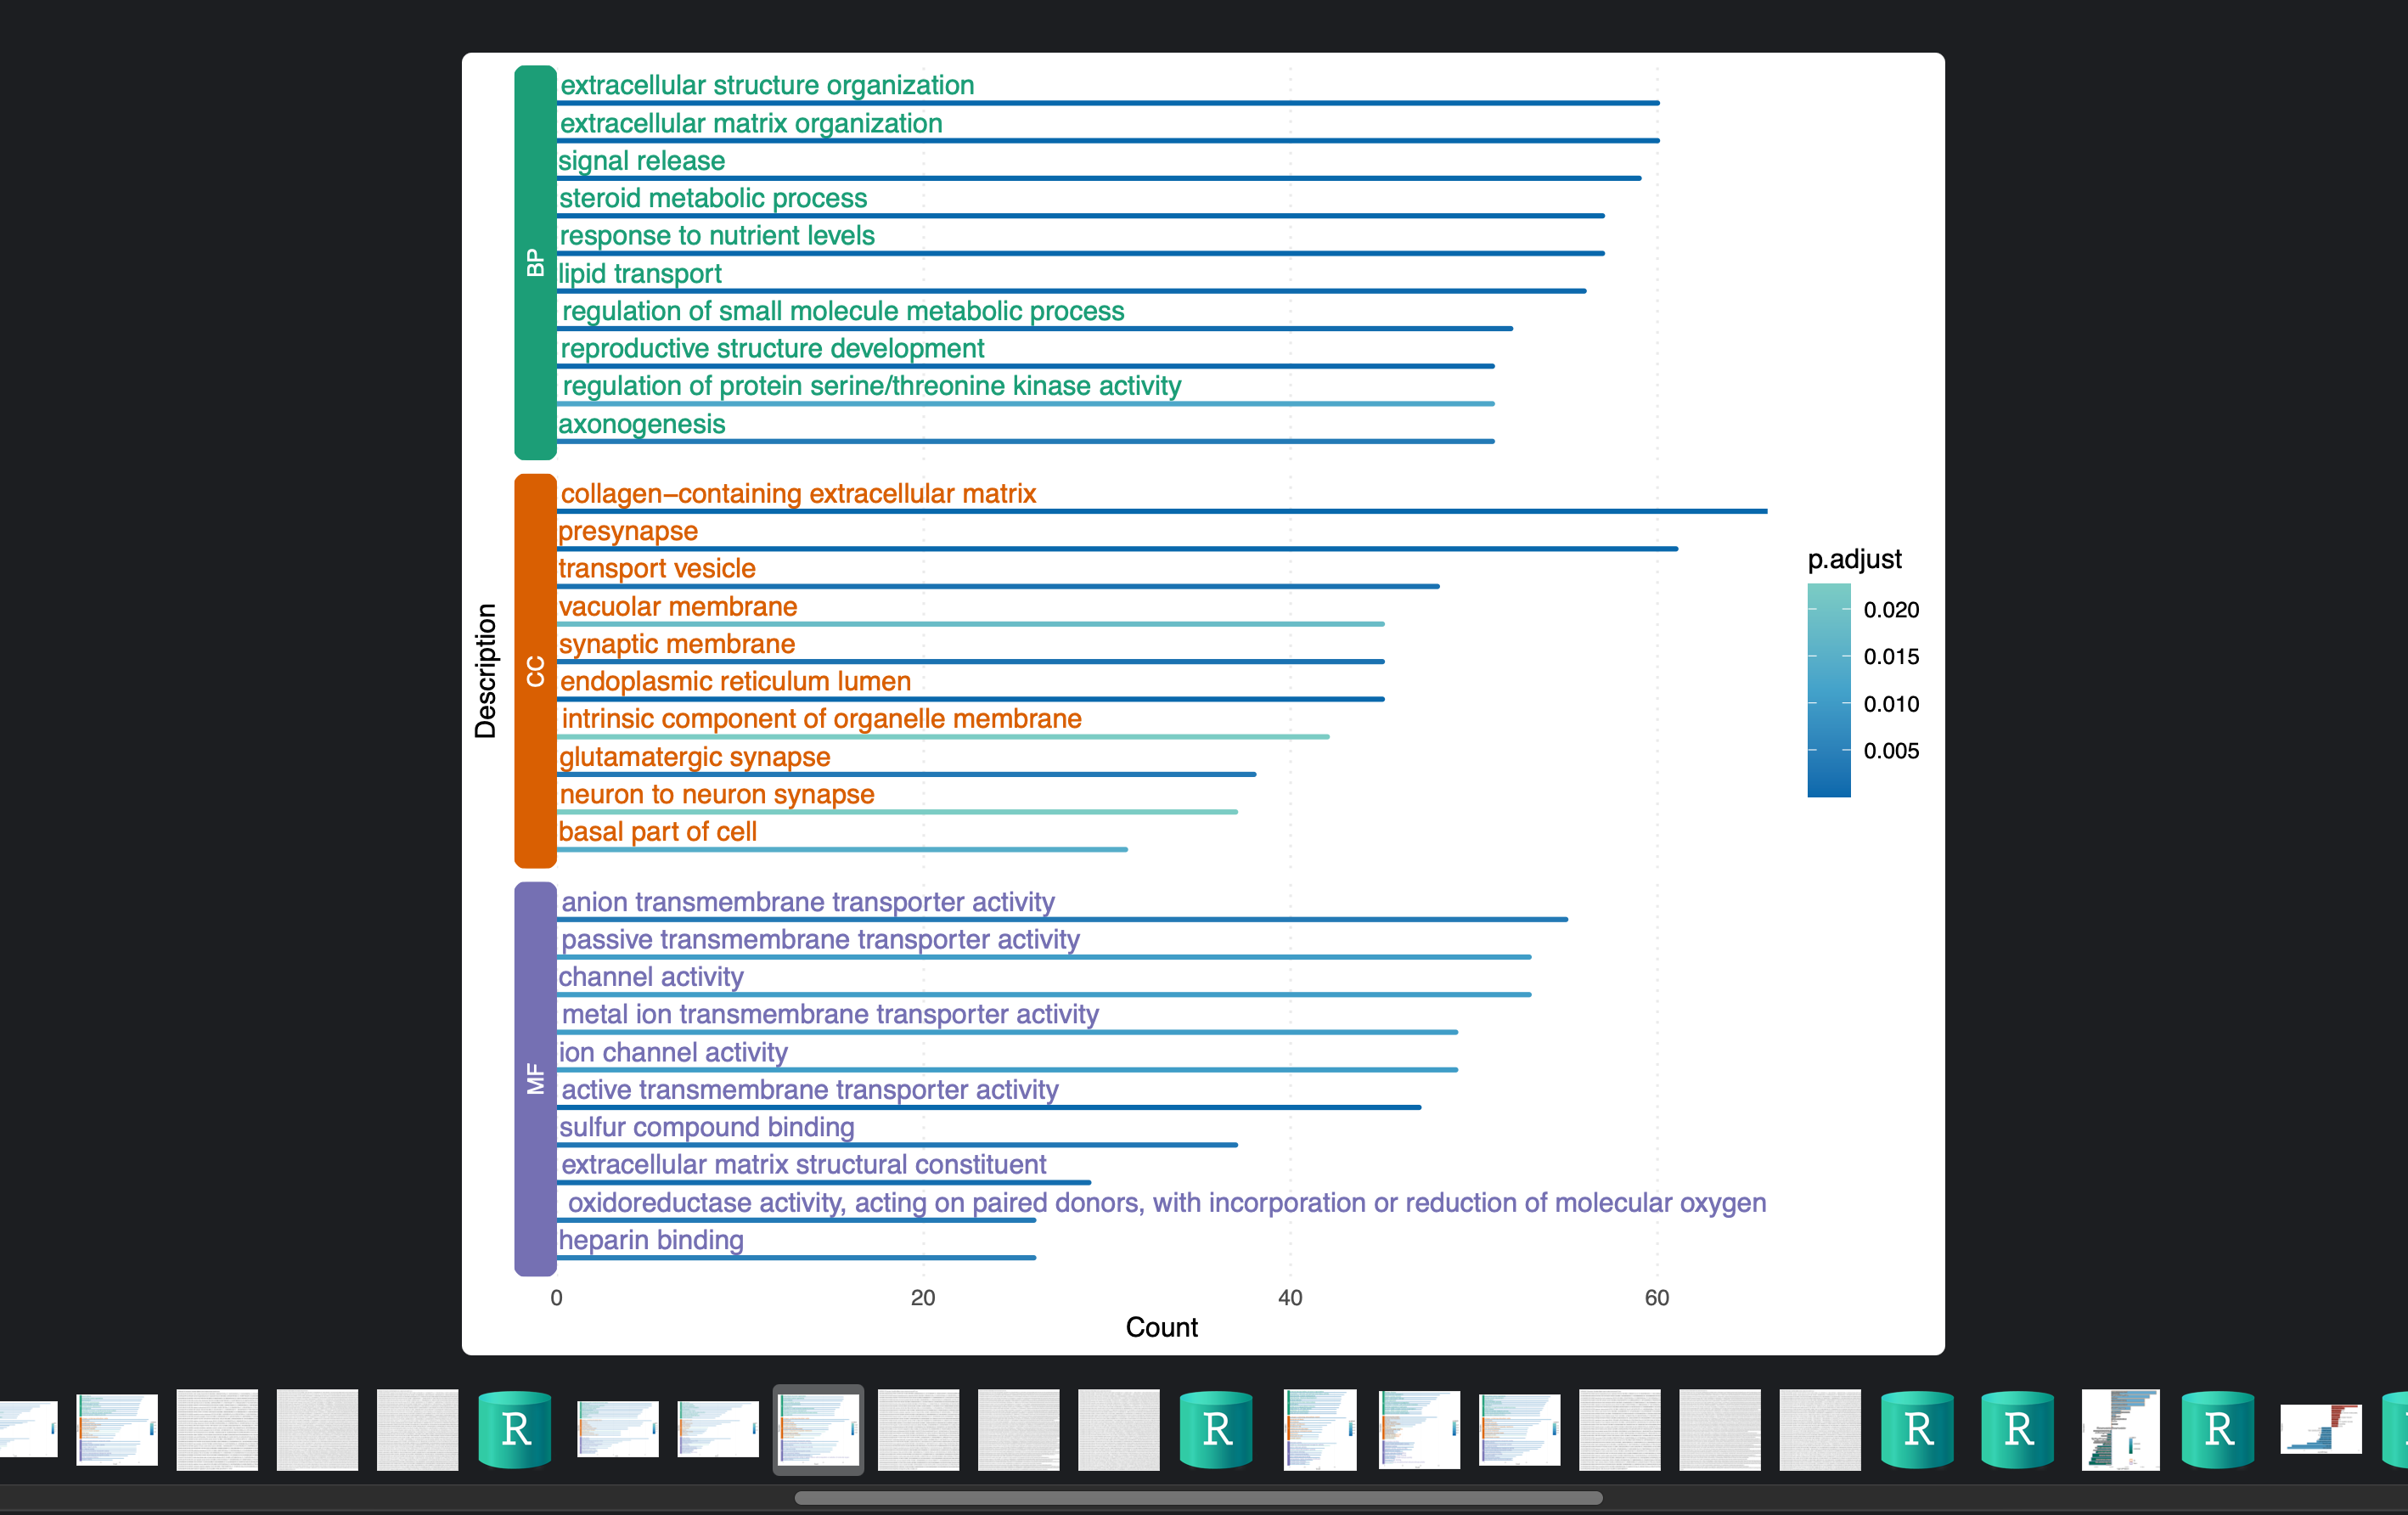 extracellular structure organization
extracellular matrix organization
signal release
steroid metabolic process
response to nutrient levels
lipid transport
regulation of small molecule metabolic process
reproductive structure development
regulation of protein serine/threonine kinase activity
axonogenesis
BP
collagen−containing extracellular matrix
presynapse
transport vesicle
vacuolar membrane
synaptic membrane
endoplasmic reticulum lumen
intrinsic component of organelle membrane
glutamatergic synapse
neuron to neuron synapse
basal part of cell
CC
Description
anion transmembrane transporter activity
passive transmembrane transporter activity
channel activity
metal ion transmembrane transporter activity
ion channel activity
active transmembrane transporter activity
sulfur compound binding
extracellular matrix structural constituent
oxidoreductase activity, acting on paired donors, with incorporation or reduction of molecular oxygen
heparin binding
MF
0 20 40 60
Count
p.adjust
0.020
0.015
0.010
0.005
R R R R R